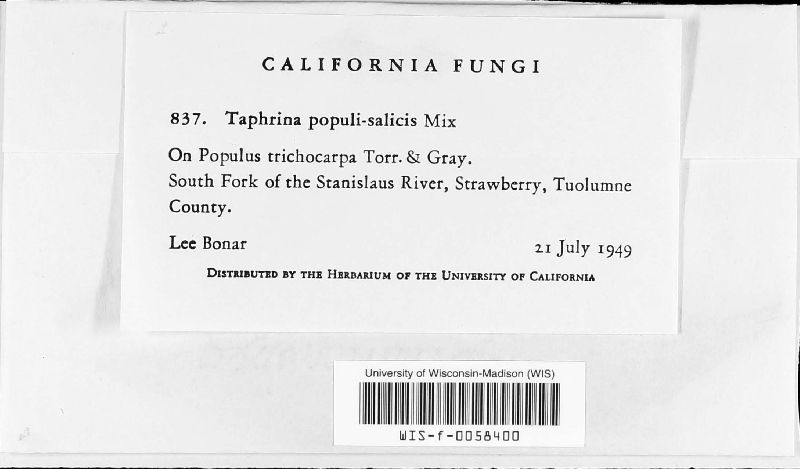 CALIFORNIA FUNGI
837. Taphrina populi-salicis Mix
On Populus trichocarpa Torr. & Gray.
South Fork of the Stanislaus River, Strawberry, Tuolumne
County.
Lee Bonar 21 July 1949
DISTRIBUTED BY THE HERBARIUM OF THE UNIVERSITY OF CALIFORNIA
University of Wisconsin-Madison (WIS)
WIS-f-0058400